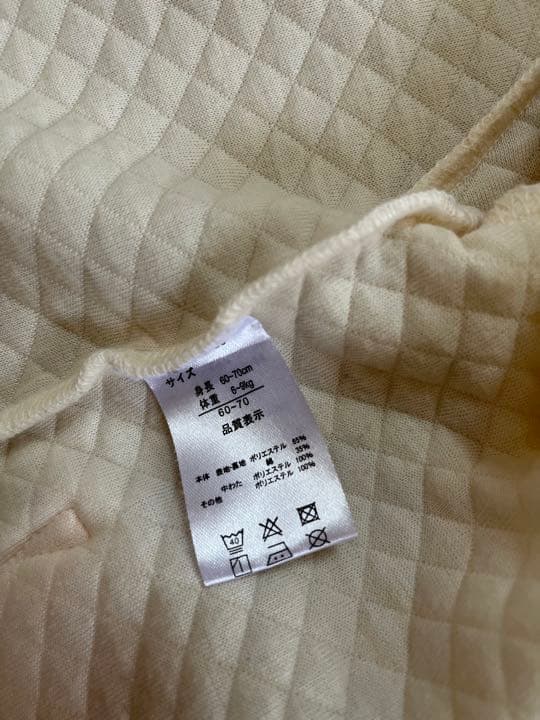 サイズ
身長 60-70cm
体重 6-9kg
60-70
品質表示
本体 表地・裏地 ポリエステル 65%
綿 35%
中わた ポリエステル 100%
その他 ポリエステル 100%
40